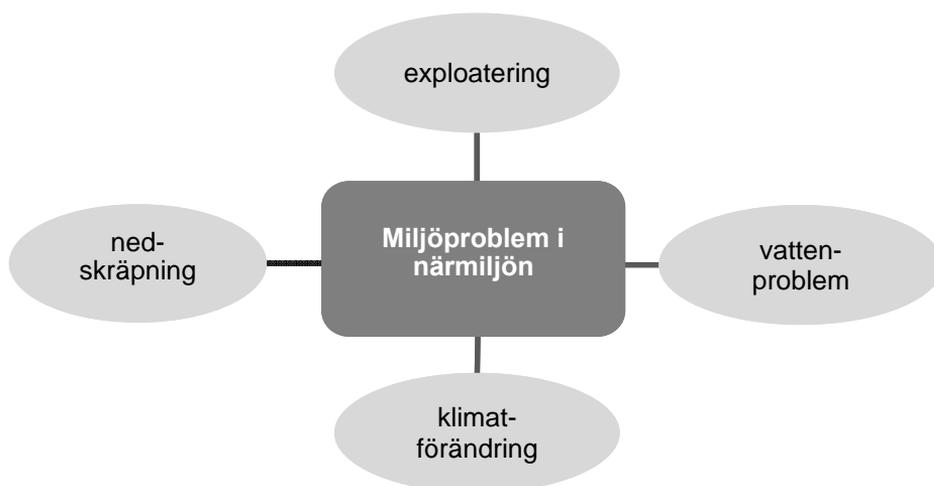 exploatering
Miljöproblem i
närmiljön
ned-
skräpning
vatten-
problem
klimat-
förändring